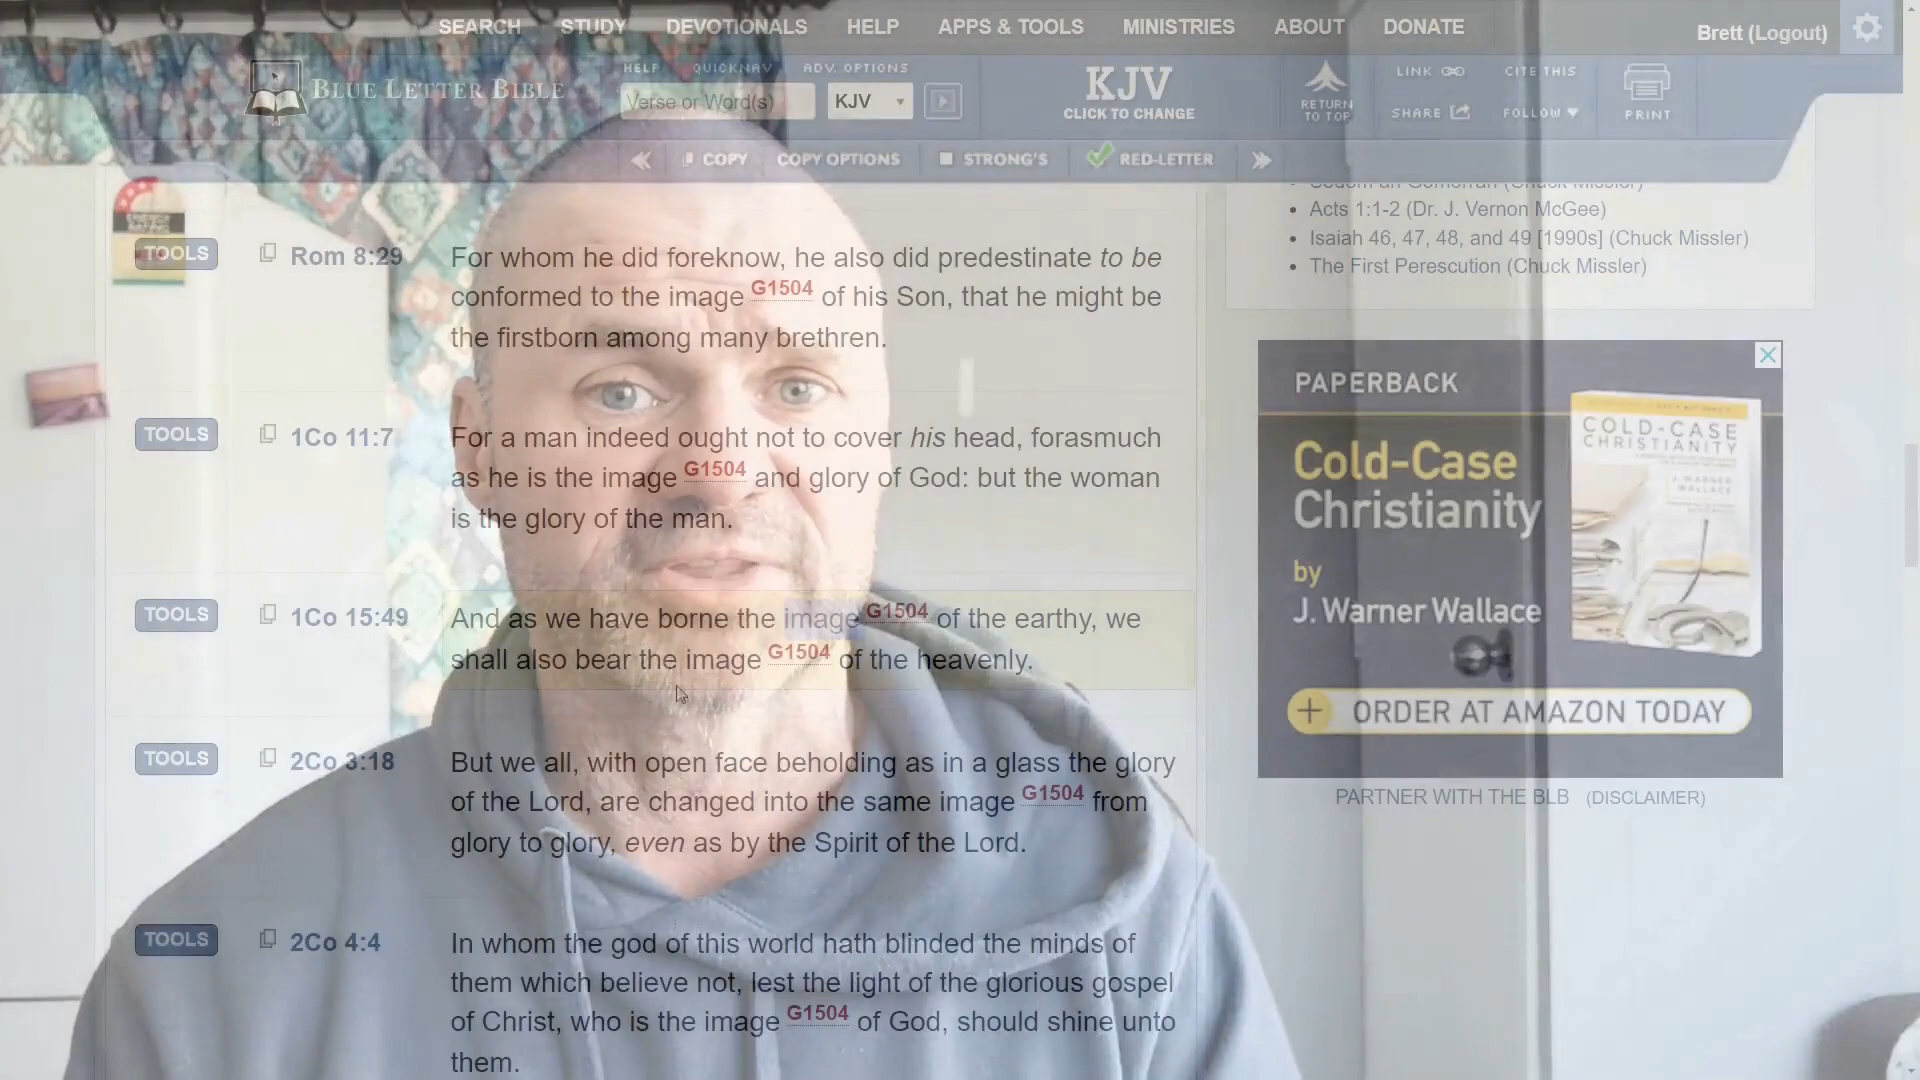 SEARCH STUDY DEVOTIONALS HELP APPS & TOOLS MINISTRIES ABOUT DONATE
Brett (Logout)
BLUE LETTER BIBLE
HELP QUICKNAV ADV. OPTIONS
Verse or Word(s) KJV
KJV
CLICK TO CHANGE
RETURN
TO TOP
LINK CITE THIS
SHARE FOLLOW
PRINT
COPY COPY OPTIONS STRONG'S RED-LETTER
ENERGY
RATING
Sodom an Gomorrah (Chuck Missler)
Acts 1:1-2 (Dr. J. Vernon McGee)
Isaiah 46, 47, 48, and 49 [1990s] (Chuck Missler)
The First Perescution (Chuck Missler)
TOOLS Rom 8:29 For whom he did foreknow, he also did predestinate to be
conformed to the image G1504 of his Son, that he might be
the firstborn among many brethren.
TOOLS 1Co 11:7 For a man indeed ought not to cover his head, forasmuch
as he is the image G1504 and glory of God: but the woman
is the glory of the man.
TOOLS 1Co 15:49 And as we have borne the image G1504 of the earthy, we
shall also bear the image G1504 of the heavenly.
TOOLS 2Co 3:18 But we all, with open face beholding as in a glass the glory
of the Lord, are changed into the same image G1504 from
glory to glory, even as by the Spirit of the Lord.
TOOLS 2Co 4:4 In whom the god of this world hath blinded the minds of
them which believe not, lest the light of the glorious gospel
of Christ, who is the image G1504 of God, should shine unto
them.
PAPERBACK
Cold-Case
Christianity
by
J. Warner Wallace
COLD-CASE
CHRISTIANITY
J. WARNER
WALLACE
ORDER AT AMAZON TODAY
PARTNER WITH THE BLB (DISCLAIMER)